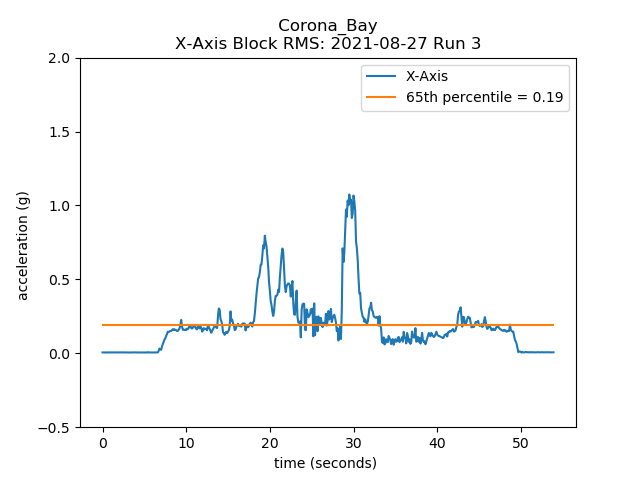 Corona_Bay
X-Axis Block RMS: 2021-08-27 Run 3
X-Axis
65th percentile = 0.19
2.0
1.5
1.0
0.5
0.0
−0.5
acceleration (g)
0 10 20 30 40 50
time (seconds)